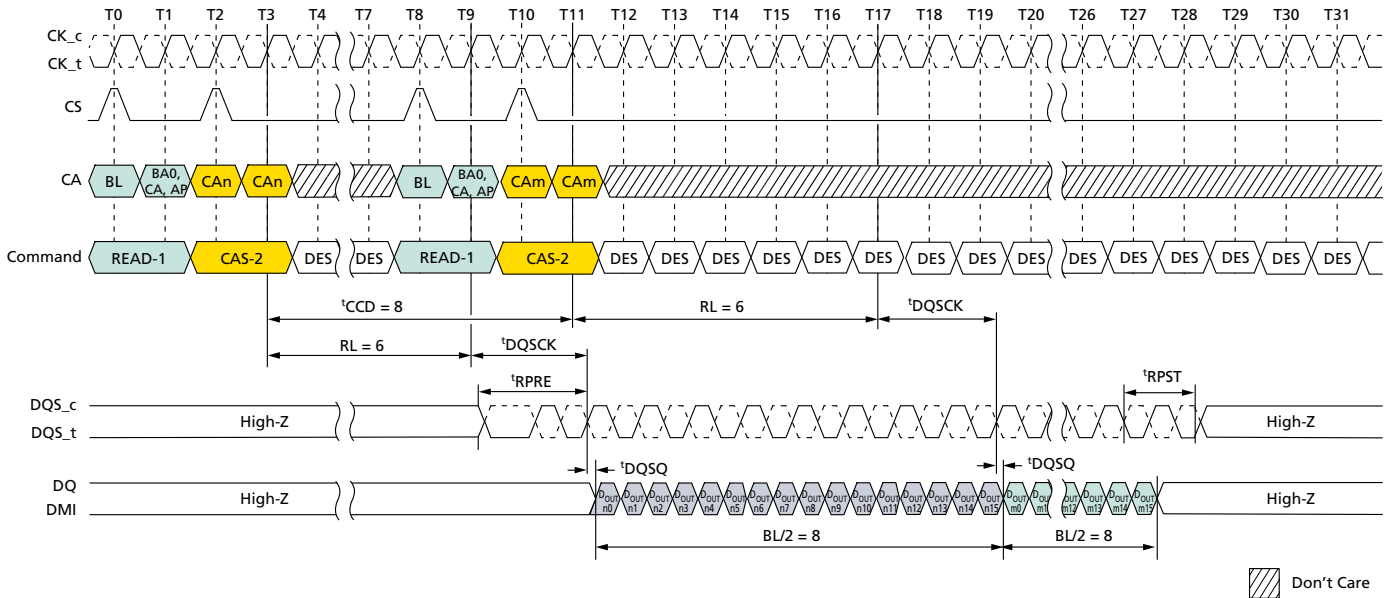 T0 T1 T2 T3 T4 T7 T8 T9 T10 T11 T12 T13 T14 T15 T16 T17 T18 T19 T20 T26 T27 T28 T29 T30 T31
CK_c
CK_t
CS
CA BL BA0, CA, AP CAn CAn BL BA0, CA, AP CAm CAm
Command READ-1 CAS-2 DES DES READ-1 CAS-2 DES DES DES DES DES DES DES DES DES DES DES DES DES DES DES
tCCD = 8 RL = 6 tDQSCK
RL = 6 tDQSCK
tRPRE tRPST
DQS_c
DQS_t
High-Z High-Z
tDQSQ tDQSQ
DQ
DMI
High-Z DOUT n0 DOUT n1 DOUT n2 DOUT n3 DOUT n4 DOUT n5 DOUT n6 DOUT n7 DOUT n8 DOUT n9 DOUT n10 DOUT n11 DOUT n12 DOUT n13 DOUT n14 DOUT n15 DOUT m0 DOUT m1 DOUT m12 DOUT m13 DOUT m14 DOUT m15 High-Z
BL/2 = 8 BL/2 = 8
Don't Care